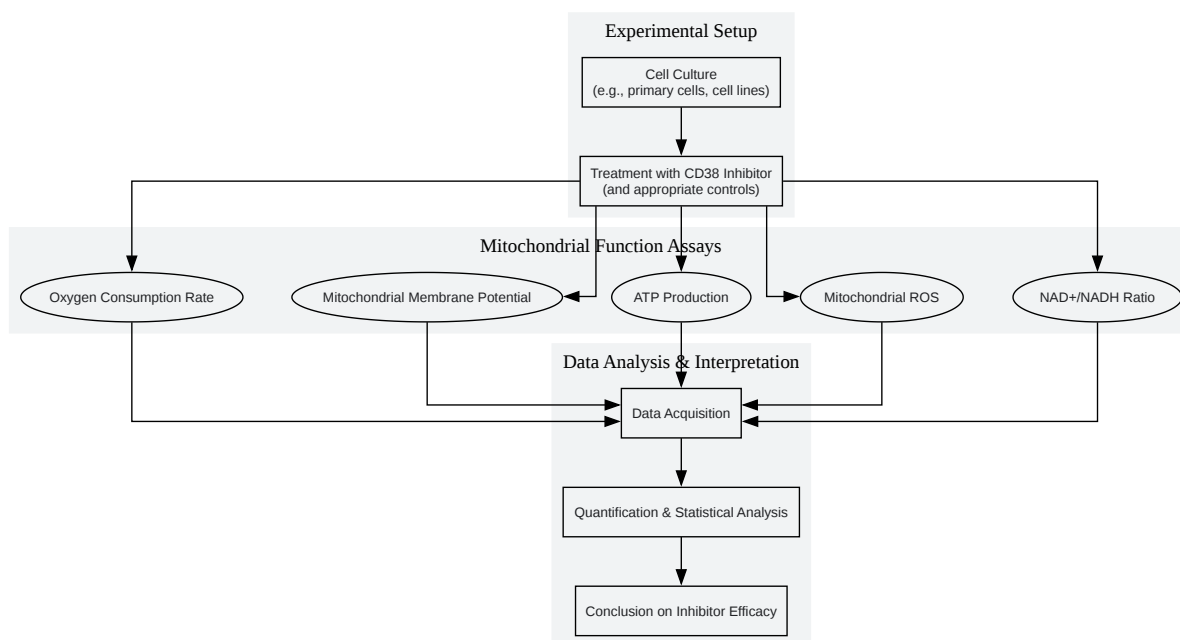 Experimental Setup
Cell Culture
(e.g., primary cells, cell lines)
Treatment with CD38 Inhibitor
(and appropriate controls)
Mitochondrial Function Assays
Oxygen Consumption Rate
Mitochondrial Membrane Potential
ATP Production
Mitochondrial ROS
NAD+/NADH Ratio
Data Analysis & Interpretation
Data Acquisition
Quantification & Statistical Analysis
Conclusion on Inhibitor Efficacy